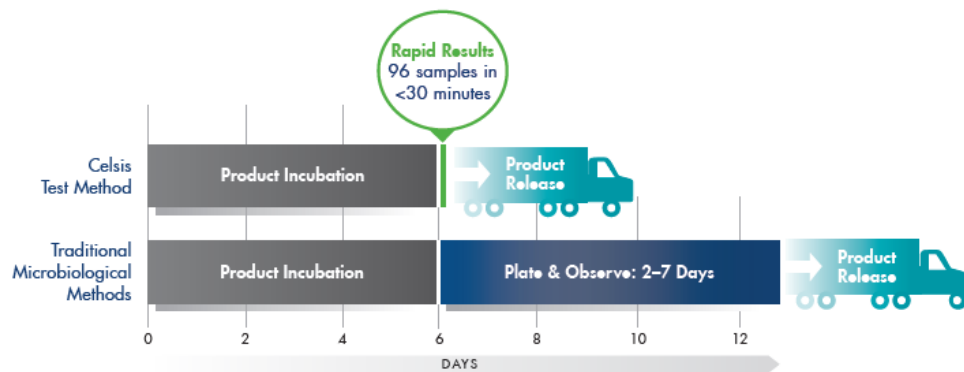 Rapid Results
96 samples in
<30 minutes
Celsis
Test Method
Product Incubation
Product
Release
Traditional
Microbiological
Methods
Product Incubation
Plate & Observe: 2–7 Days
Product
Release
0 2 4 6 8 10 12
DAYS